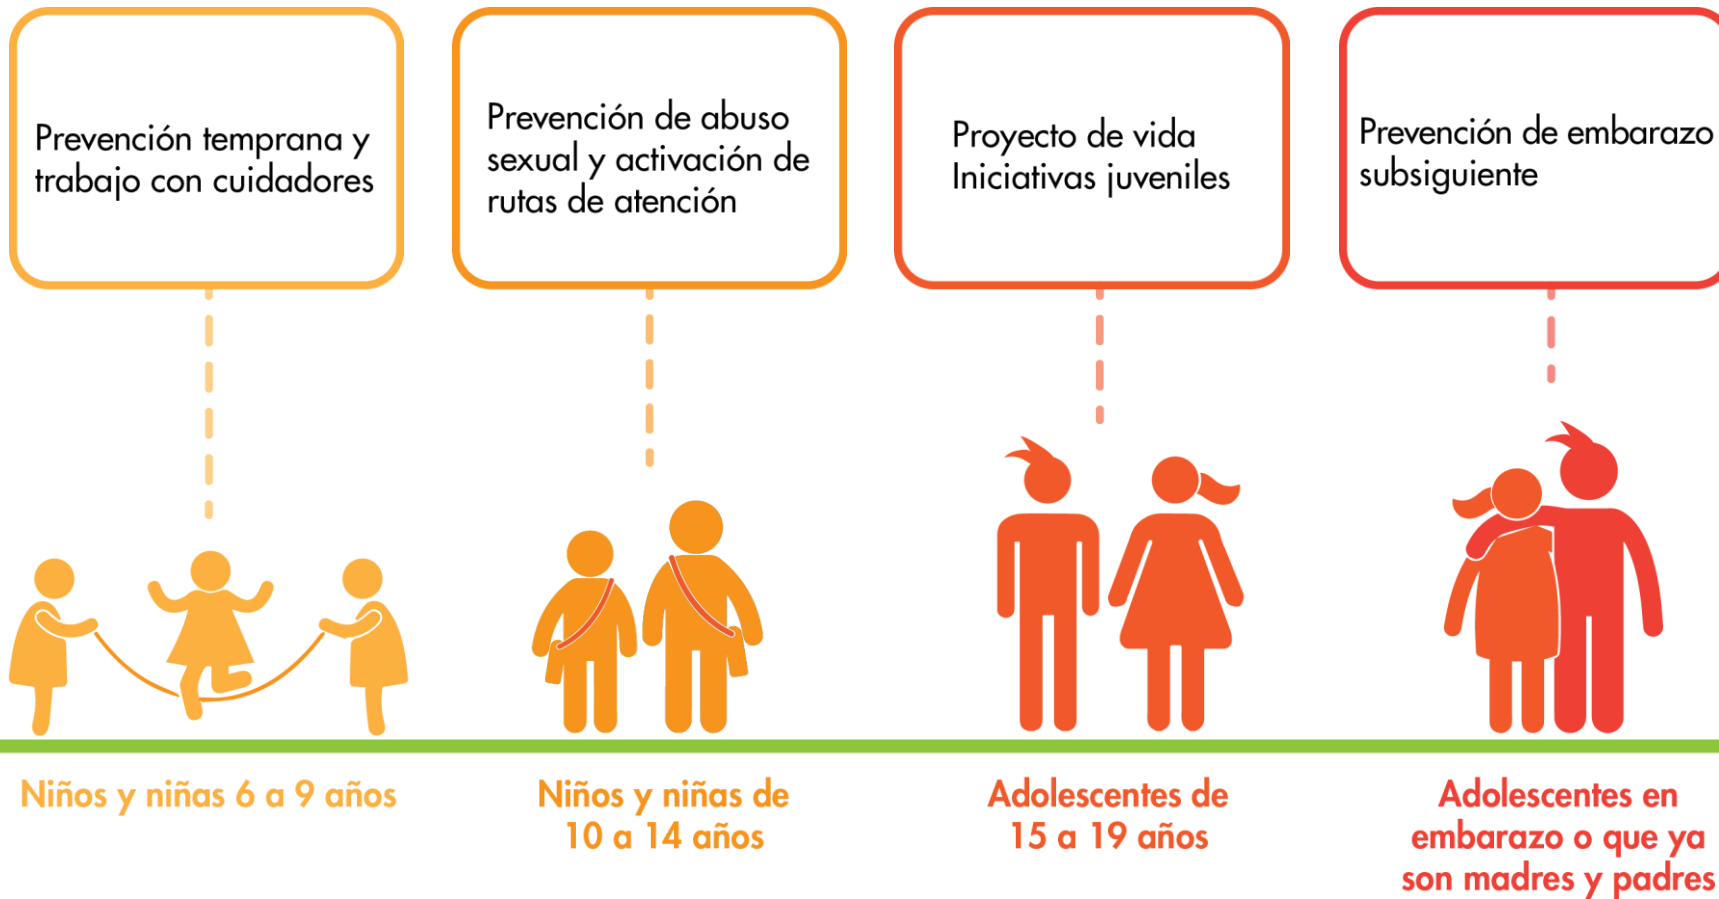 Prevención temprana y
trabajo con cuidadores
Prevención de abuso
sexual y activación de
rutas de atención
Proyecto de vida
Iniciativas juveniles
Prevención de embarazo
subsiguiente
Niños y niñas 6 a 9 años
Niños y niñas de
10 a 14 años
Adolescentes de
15 a 19 años
Adolescentes en
embarazo o que ya
son madres y padres